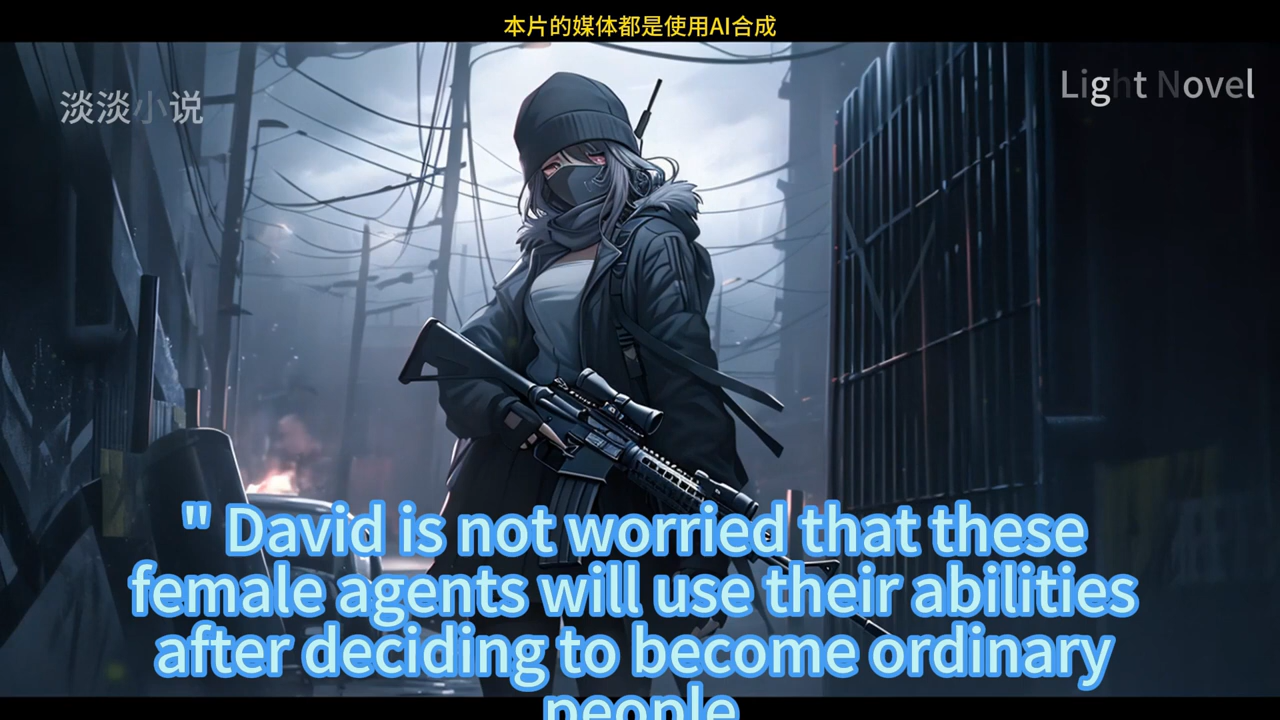 本片的媒体都是使用AI合成
淡淡小说
Light Novel
" David is not worried that these
female agents will use their abilities
after deciding to become ordinary
people